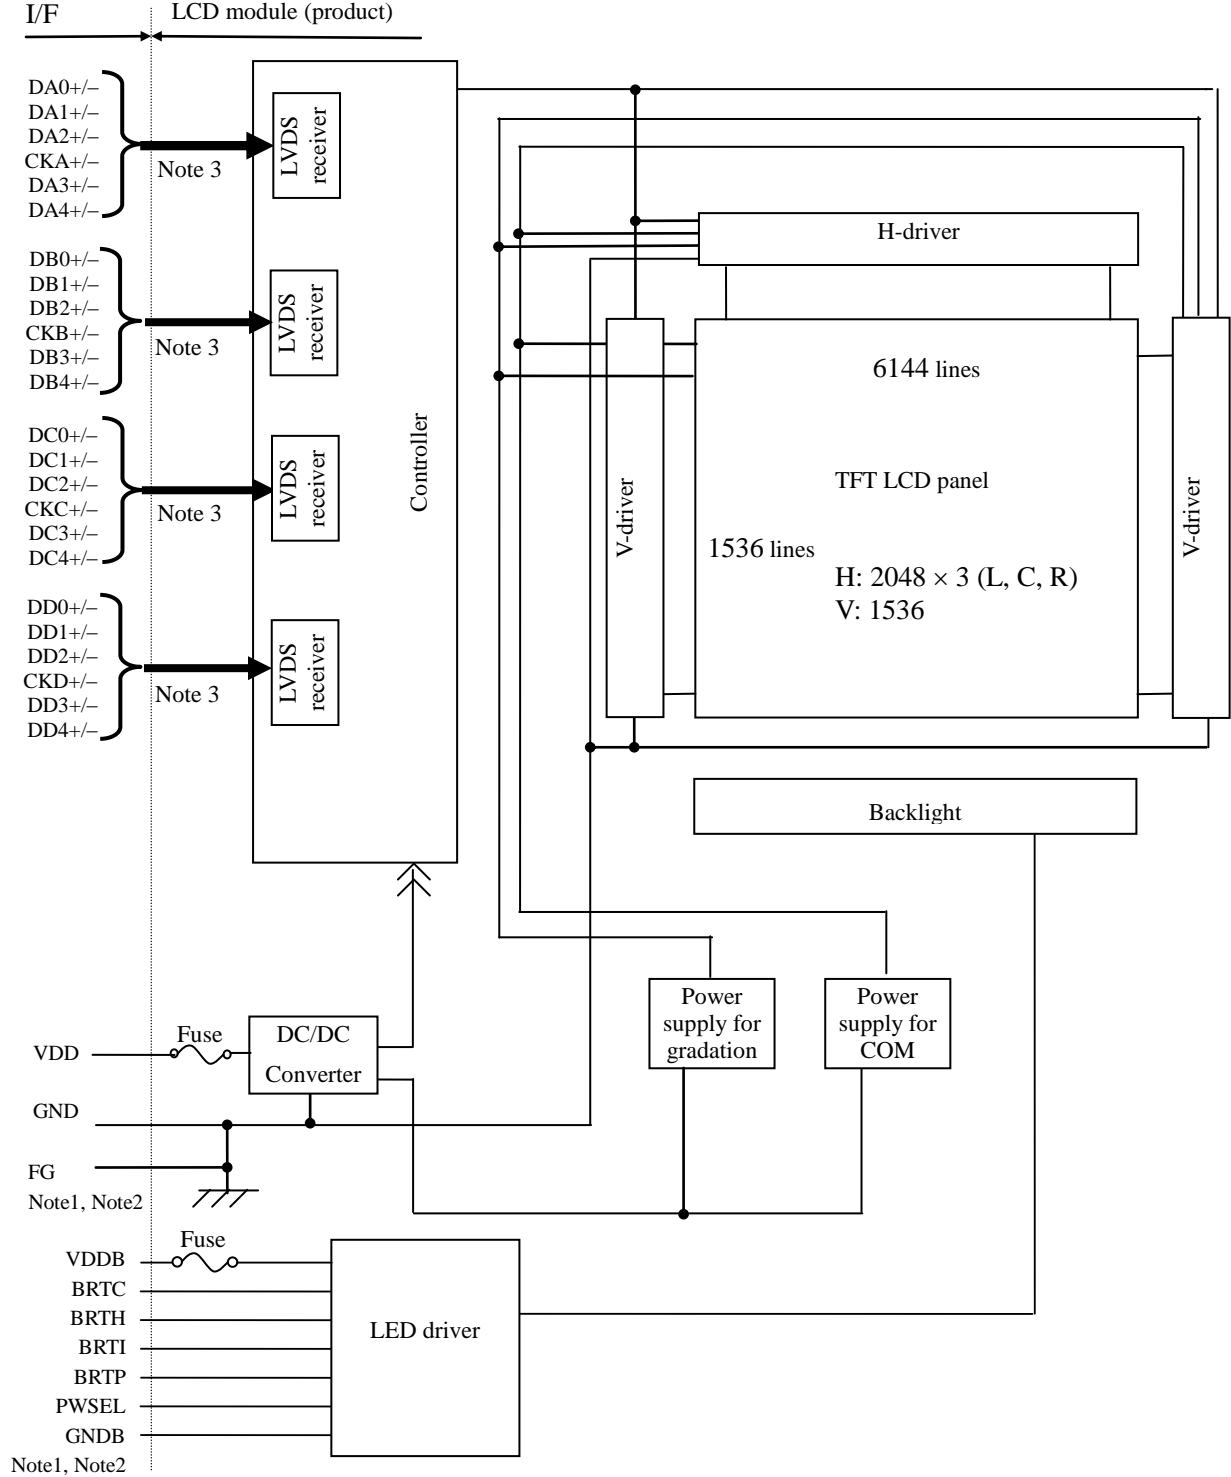 I/F
LCD module (product)
DA0+/–
DA1+/–
DA2+/–
CKA+/–
DA3+/–
DA4+/–
Note 3
LVDS
receiver
DB0+/–
DB1+/–
DB2+/–
CKB+/–
DB3+/–
DB4+/–
Note 3
LVDS
receiver
DC0+/–
DC1+/–
DC2+/–
CKC+/–
DC3+/–
DC4+/–
Note 3
LVDS
receiver
DD0+/–
DD1+/–
DD2+/–
CKD+/–
DD3+/–
DD4+/–
Note 3
LVDS
receiver
Controller
H-driver
V-driver
6144 lines
TFT LCD panel
1536 lines
H: 2048 × 3 (L, C, R)
V: 1536
V-driver
Backlight
Power
supply for
gradation
Power
supply for
COM
VDD
Fuse
DC/DC
Converter
GND
FG
Note1, Note2
Fuse
VDDB
BRTC
BRTH
BRTI
BRTP
PWSEL
GNDB
Note1, Note2
LED driver